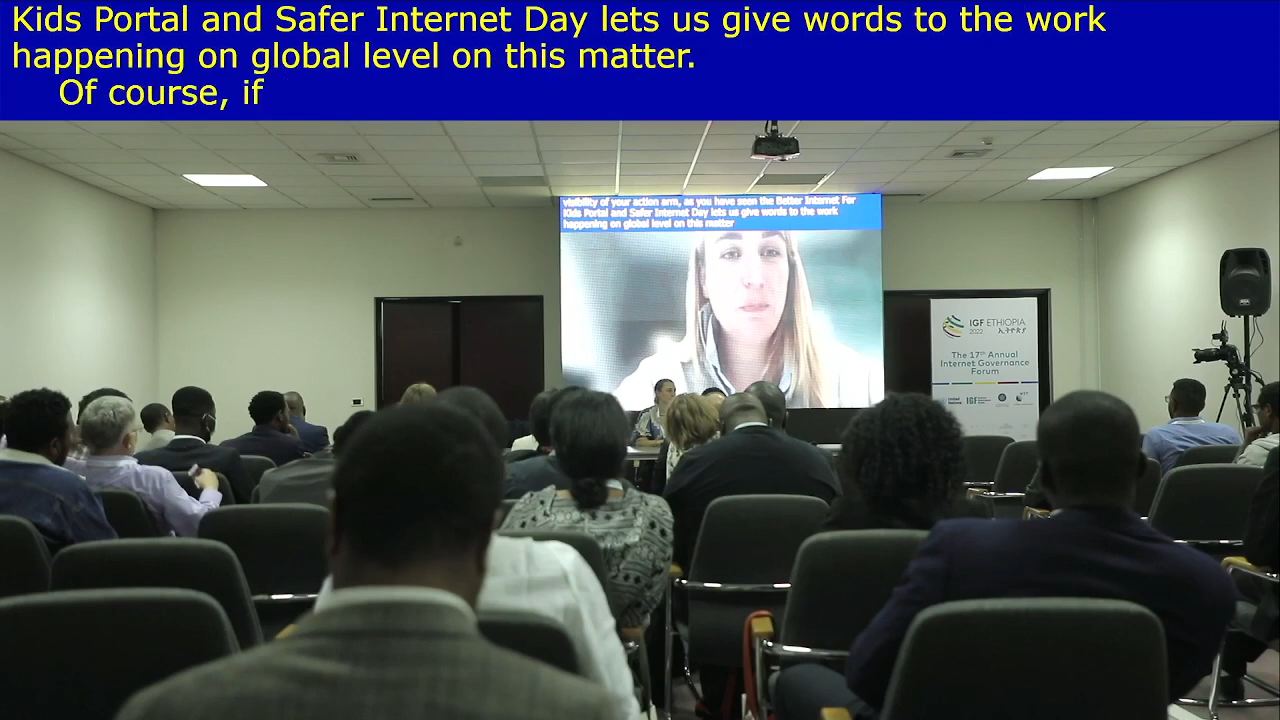 Kids Portal and Safer Internet Day lets us give words to the work
happening on global level on this matter.
Of course, if
visibility of your action arm, as you have seen the Better Internet For
Kids Portal and Safer Internet Day lets us give words to the work
happening on global level on this matter
IGF ETHIOPIA
2022 ኢትዮጵያ
The 17th Annual
Internet Governance
Forum